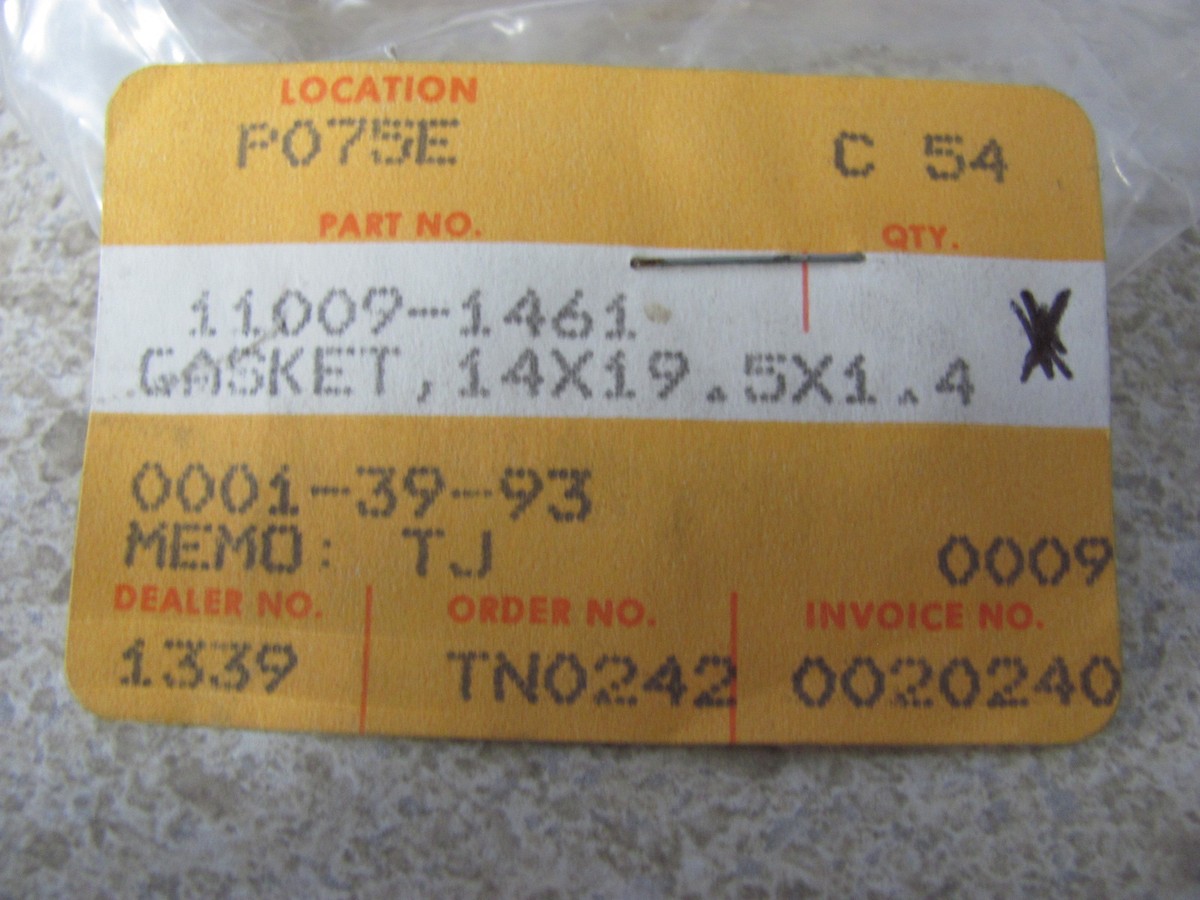 LOCATION
P075E C 54
PART NO. QTY.
11009-1461
GASKET,14X19.5X1.4
0001-39-93
MEMO: TJ 0009
DEALER NO. ORDER NO. INVOICE NO.
1339 TN0242 0020240